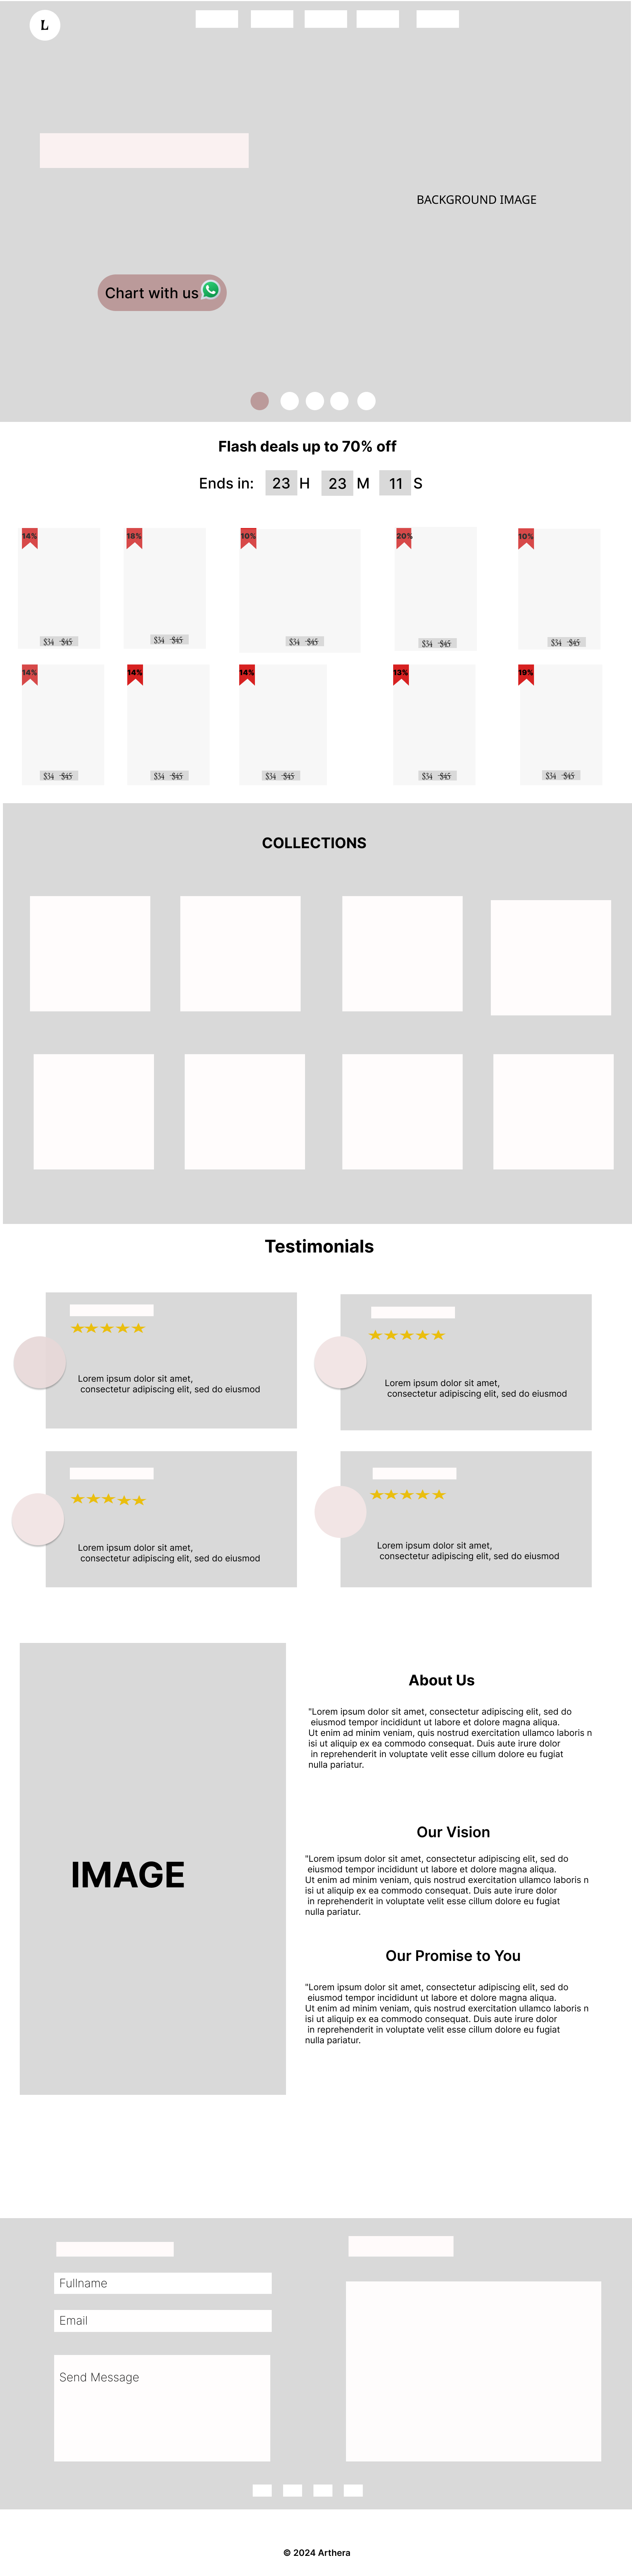 L
BACKGROUND IMAGE
Chart with us
Flash deals up to 70% off
Ends in: 23 H 23 M 11 S
14% 18% 10% 20% 10%
$34 $45 $34 $45 $34 $45 $34 $45 $34 $45
14% 14% 14% 13% 19%
$34 $45 $34 $45 $34 $45 $34 $45 $34 $45
COLLECTIONS
Testimonials
Lorem ipsum dolor sit amet,
consectetur adipiscing elit, sed do eiusmod
Lorem ipsum dolor sit amet,
consectetur adipiscing elit, sed do eiusmod
Lorem ipsum dolor sit amet,
consectetur adipiscing elit, sed do eiusmod
Lorem ipsum dolor sit amet,
consectetur adipiscing elit, sed do eiusmod
IMAGE
About Us
"Lorem ipsum dolor sit amet, consectetur adipiscing elit, sed do
eiusmod tempor incididunt ut labore et dolore magna aliqua.
Ut enim ad minim veniam, quis nostrud exercitation ullamco laboris n
isi ut aliquip ex ea commodo consequat. Duis aute irure dolor
in reprehenderit in voluptate velit esse cillum dolore eu fugiat
nulla pariatur.
Our Vision
"Lorem ipsum dolor sit amet, consectetur adipiscing elit, sed do
eiusmod tempor incididunt ut labore et dolore magna aliqua.
Ut enim ad minim veniam, quis nostrud exercitation ullamco laboris n
isi ut aliquip ex ea commodo consequat. Duis aute irure dolor
in reprehenderit in voluptate velit esse cillum dolore eu fugiat
nulla pariatur.
Our Promise to You
"Lorem ipsum dolor sit amet, consectetur adipiscing elit, sed do
eiusmod tempor incididunt ut labore et dolore magna aliqua.
Ut enim ad minim veniam, quis nostrud exercitation ullamco laboris n
isi ut aliquip ex ea commodo consequat. Duis aute irure dolor
in reprehenderit in voluptate velit esse cillum dolore eu fugiat
nulla pariatur.
Fullname
Email
Send Message
© 2024 Arthera